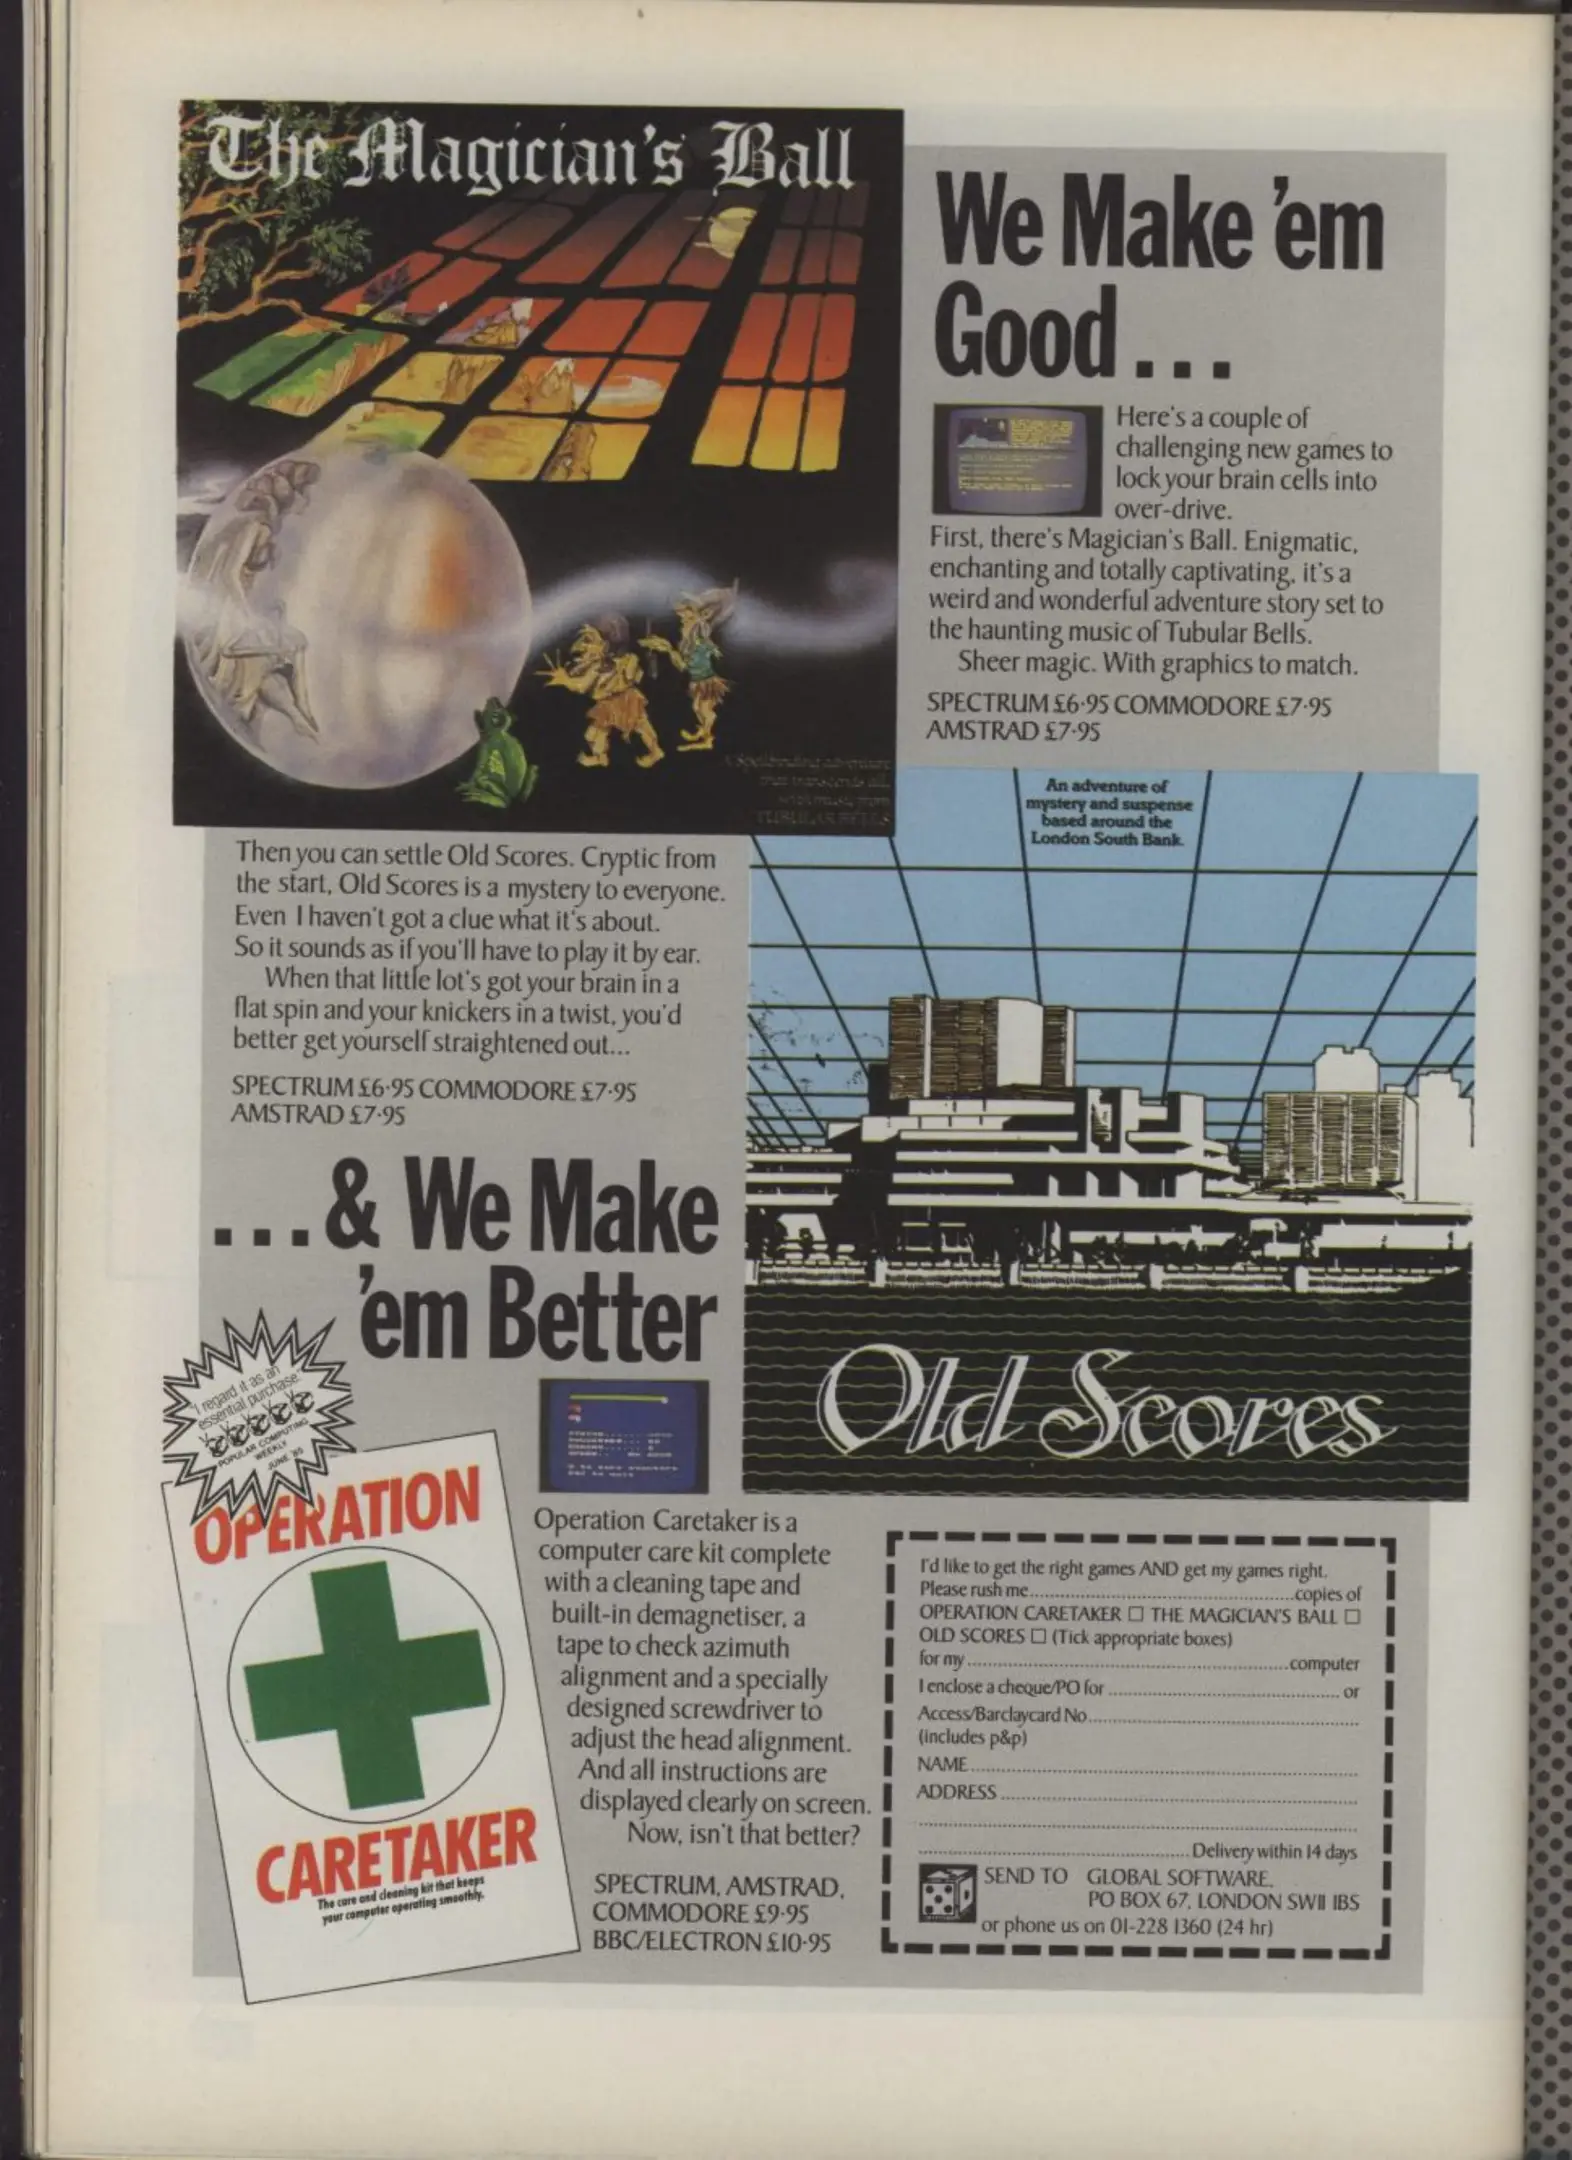 The Magician's Ball
We Make 'em
Good...
Here's a couple of
challenging new games to
lock your brain cells into
over-drive.
First, there's Magician's Ball. Enigmatic,
enchanting and totally captivating, it's a
weird and wonderful adventure story set to
the haunting music of Tubular Bells.
Sheer magic. With graphics to match.
SPECTRUM £6·95 COMMODORE £7·95
AMSTRAD £7·95
A Spellbinding adventure
that transcends all,
with music from
TUBULAR BELLS
An adventure of
mystery and suspense
based around the
London South Bank.
Then you can settle Old Scores. Cryptic from
the start, Old Scores is a mystery to everyone.
Even I haven't got a clue what it's about.
So it sounds as if you'll have to play it by ear.
When that little lot's got your brain in a
flat spin and your knickers in a twist, you'd
better get yourself straightened out...
SPECTRUM £6·95 COMMODORE £7·95
AMSTRAD £7·95
...& We Make
'em Better
Old Scores
"I regard it as an
essential purchase."
POPULAR COMPUTING
WEEKLY
JUNE '85
OPERATION
CARETAKER
The care and cleaning kit that keeps
your computer operating smoothly.
Operation Caretaker is a
computer care kit complete
with a cleaning tape and
built-in demagnetiser, a
tape to check azimuth
alignment and a specially
designed screwdriver to
adjust the head alignment.
And all instructions are
displayed clearly on screen.
Now, isn't that better?
SPECTRUM, AMSTRAD,
COMMODORE £9·95
BBC/ELECTRON £10·95
I'd like to get the right games AND get my games right.
Please rush me..............................copies of
OPERATION CARETAKER □ THE MAGICIAN'S BALL □
OLD SCORES □ (Tick appropriate boxes)
for my..............................computer
I enclose a cheque/PO for .............................. or
Access/Barclaycard No..............................
(includes p&p)
NAME..............................
ADDRESS ..............................
..............................
.............................. Delivery within 14 days
SEND TO GLOBAL SOFTWARE,
PO BOX 67, LONDON SW11 1BS
or phone us on 01-228 1360 (24 hr)